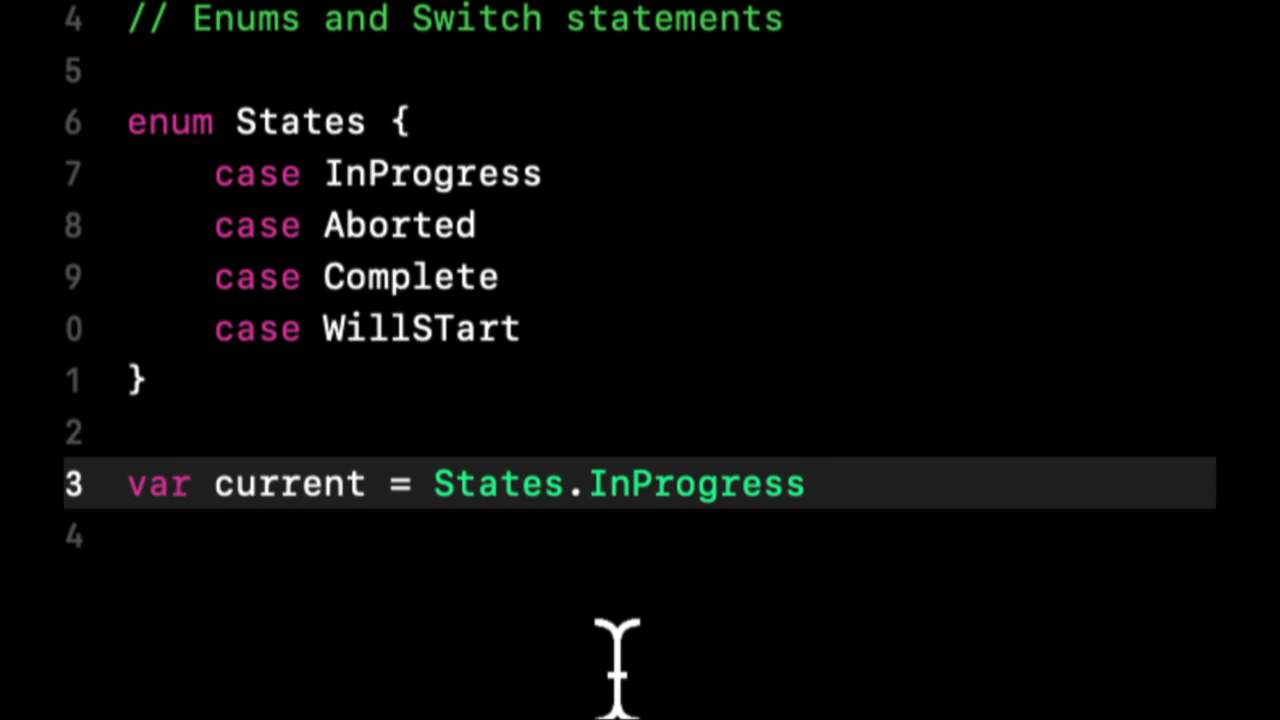 4 // Enums and Switch statements
5
6 enum States {
7 case InProgress
8 case Aborted
9 case Complete
0 case WillSTart
1 }
2
3 var current = States.InProgress
4